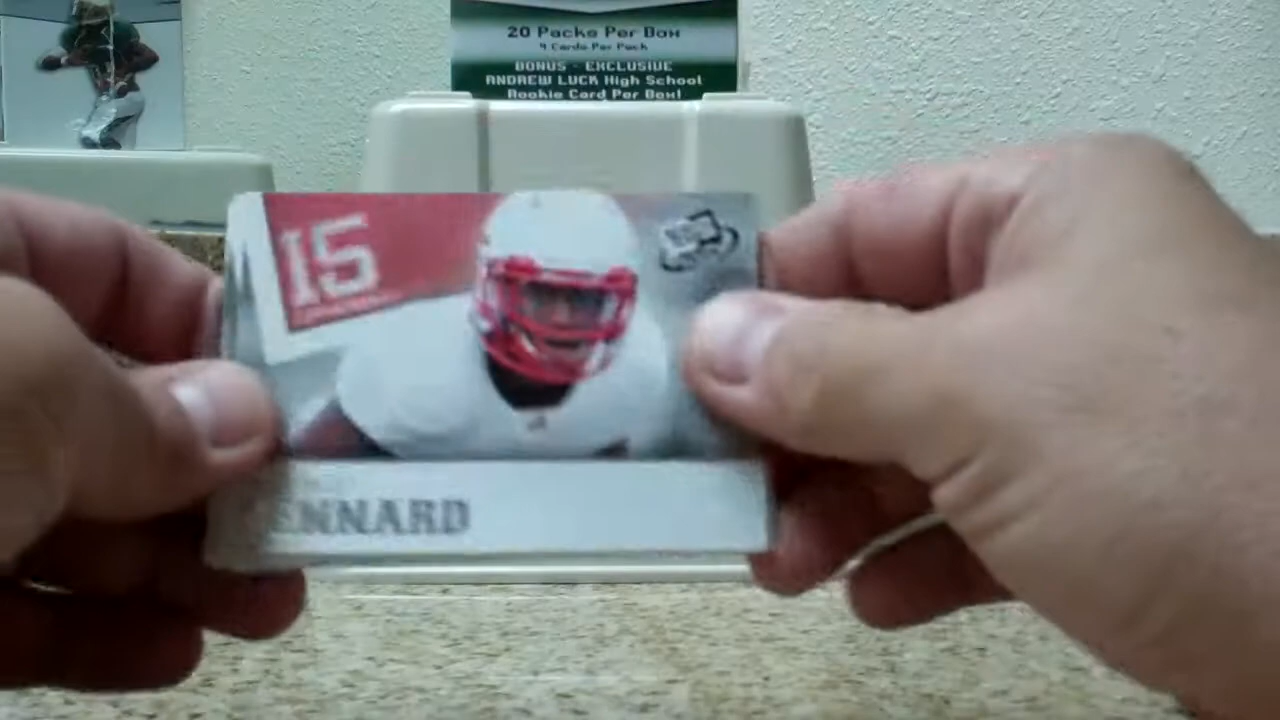 20 Packs Per Box
4 Cards Per Pack
BONUS - EXCLUSIVE
ANDREW LUCK High School
Rookie Card Per Box!
15
ENNARD